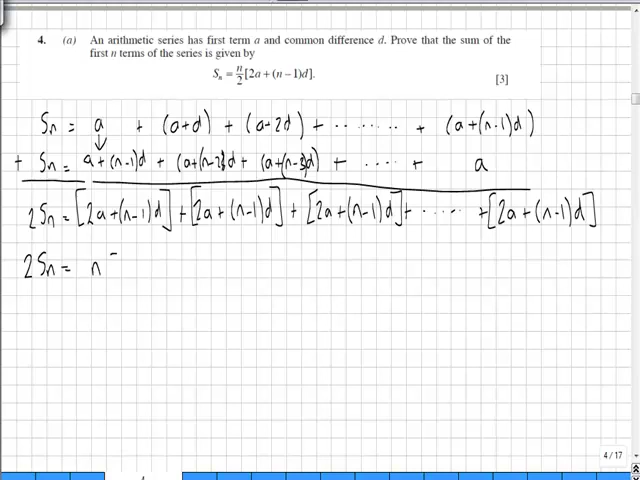 4. (a) An arithmetic series has first term a and common difference d. Prove that the sum of the
first n terms of the series is given by
Sₙ = n/2 [2a + (n − 1)d]. [3]
Sn = a + (a+d) + (a+2d) + ........ + (a+(n-1)d)
+ Sn = a+(n-1)d + (a+(n-2)d + (a+(n-3)d) + ..... + a
2Sn = [2a+(n-1)d] + [2a+(n-1)d] + [2a+(n-1)d] + ...... + [2a+(n-1)d]
2Sn = n
4 / 17